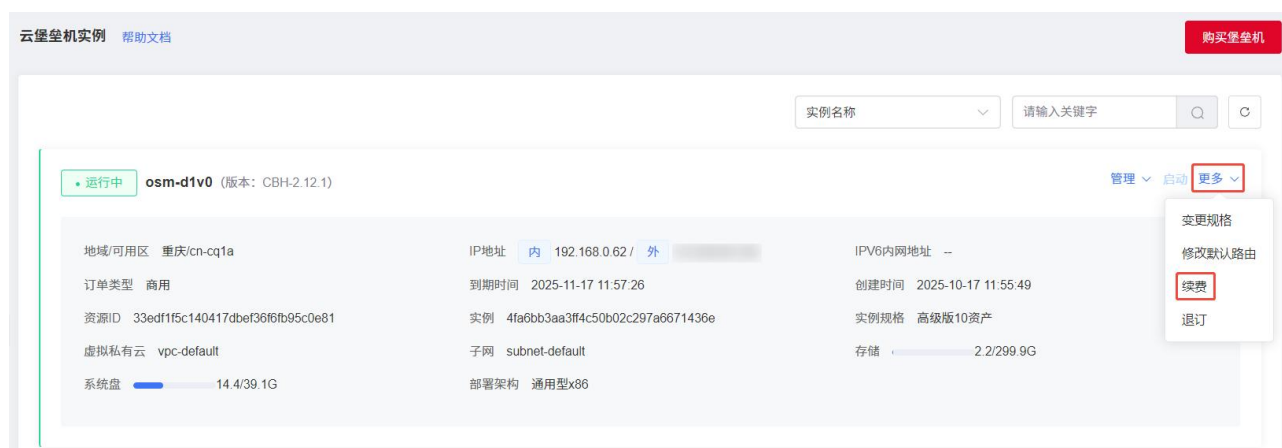 云堡垒机实例 帮助文档 购买堡垒机
实例名称 请输入关键字
运行中 osm-d1v0 (版本：CBH-2.12.1) 管理 启动 更多
变更规格
地域/可用区 重庆/cn-cq1a IP地址 内 192.168.0.62 / 外 IPV6内网地址 -- 修改默认路由
订单类型 商用 到期时间 2025-11-17 11:57:26 创建时间 2025-10-17 11:55:49 续费
资源ID 33edf1f5c140417dbef36f6fb95c0e81 实例 4fa6bb3aa3ff4c50b02c297a6671436e 实例规格 高级版10资产 退订
虚拟私有云 vpc-default 子网 subnet-default 存储 2.2/299.9G
系统盘 14.4/39.1G 部署架构 通用型x86